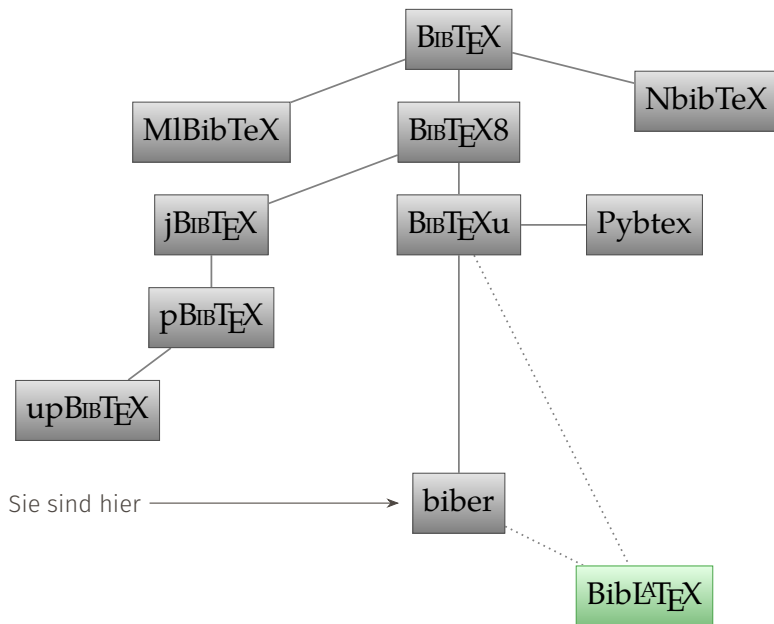 BIBTEX
NbibTeX
MlBibTeX
BIBTEX8
jBIBTEX
BIBTEXu
Pybtex
pBIBTEX
upBIBTEX
Sie sind hier
biber
BibLATEX